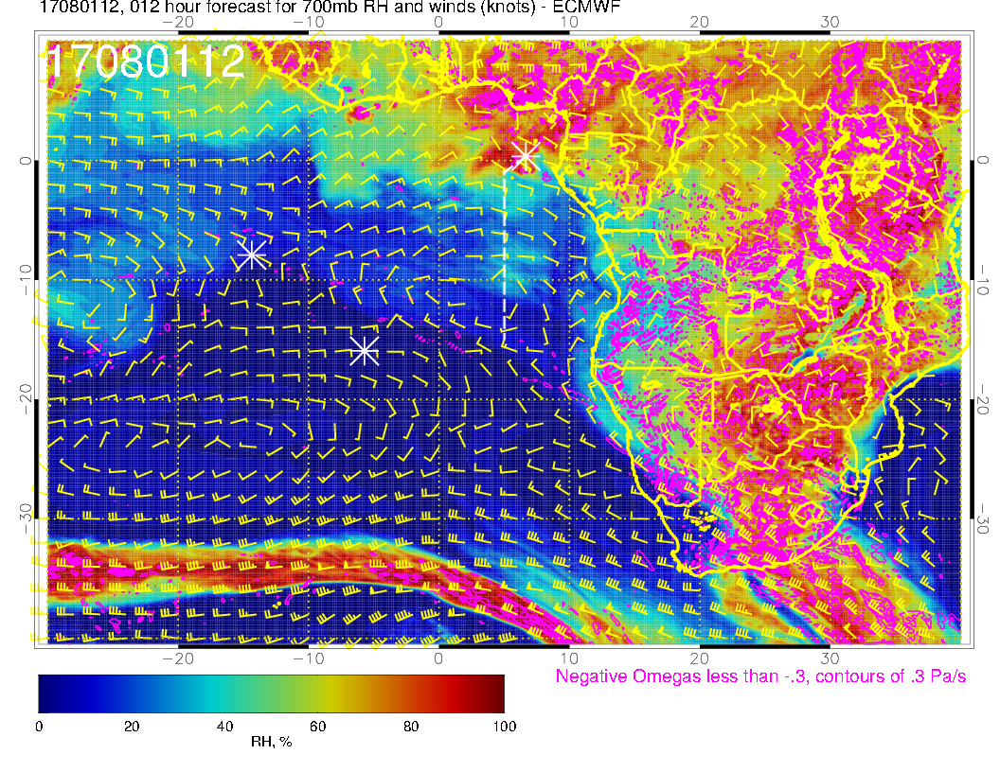 17080112, 012 hour forecast for 700mb RH and winds (knots) - ECMWF
−20 −10 0 10 20 30
17080112
0 0
−10 −10
−20 −20
−30 −30
−20 −10 0 10 20 30
Negative Omegas less than -.3, contours of .3 Pa/s
0 20 40 60 80 100
RH, %